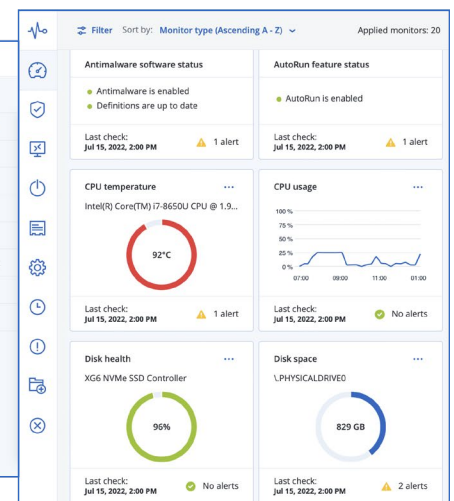 Filter Sort by: Monitor type (Ascending A - Z) Applied monitors: 20
Antimalware software status
Antimalware is enabled
Definitions are up to date
Last check:
Jul 15, 2022, 2:00 PM
1 alert
AutoRun feature status
AutoRun is enabled
Last check:
Jul 15, 2022, 2:00 PM
1 alert
CPU temperature ...
Intel(R) Core(TM) i7-8650U CPU @ 1.9...
92°C
Last check:
Jul 15, 2022, 2:00 PM
1 alert
CPU usage ...
100 %
75 %
50 %
25 %
0 %
07:00 09:00 11:00 01:00
Last check:
Jul 15, 2022, 2:00 PM
No alerts
Disk health ...
XG6 NVMe SSD Controller
96%
Last check:
Jul 15, 2022, 2:00 PM
No alerts
Disk space ...
\.PHYSICALDRIVE0
829 GB
Last check:
Jul 15, 2022, 2:00 PM
2 alerts